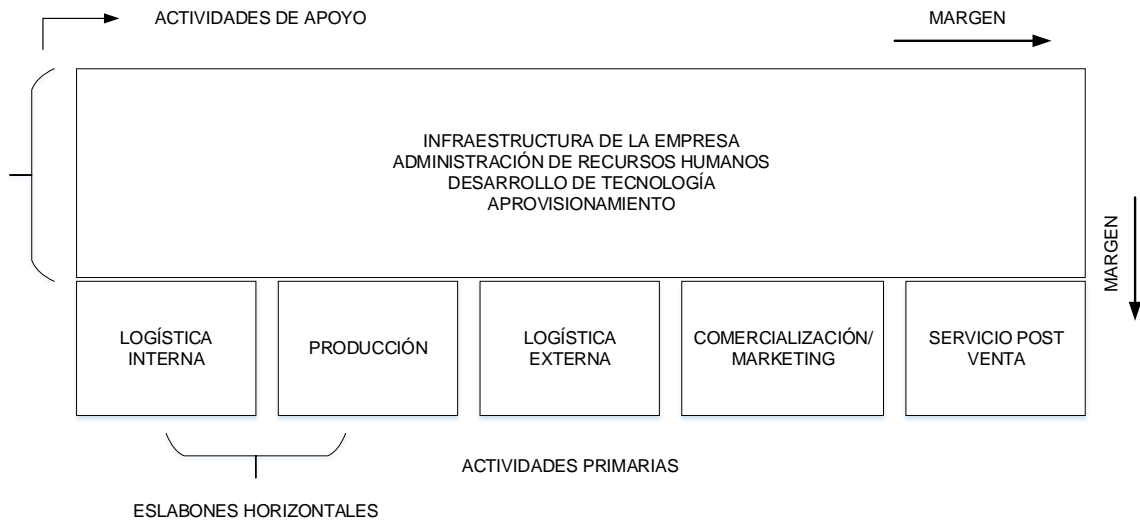 ACTIVIDADES DE APOYO
MARGEN
INFRAESTRUCTURA DE LA EMPRESA
ADMINISTRACIÓN DE RECURSOS HUMANOS
DESARROLLO DE TECNOLOGÍA
APROVISIONAMIENTO
MARGEN
LOGÍSTICA
INTERNA
PRODUCCIÓN
LOGÍSTICA
EXTERNA
COMERCIALIZACIÓN/
MARKETING
SERVICIO POST
VENTA
ACTIVIDADES PRIMARIAS
ESLABONES HORIZONTALES